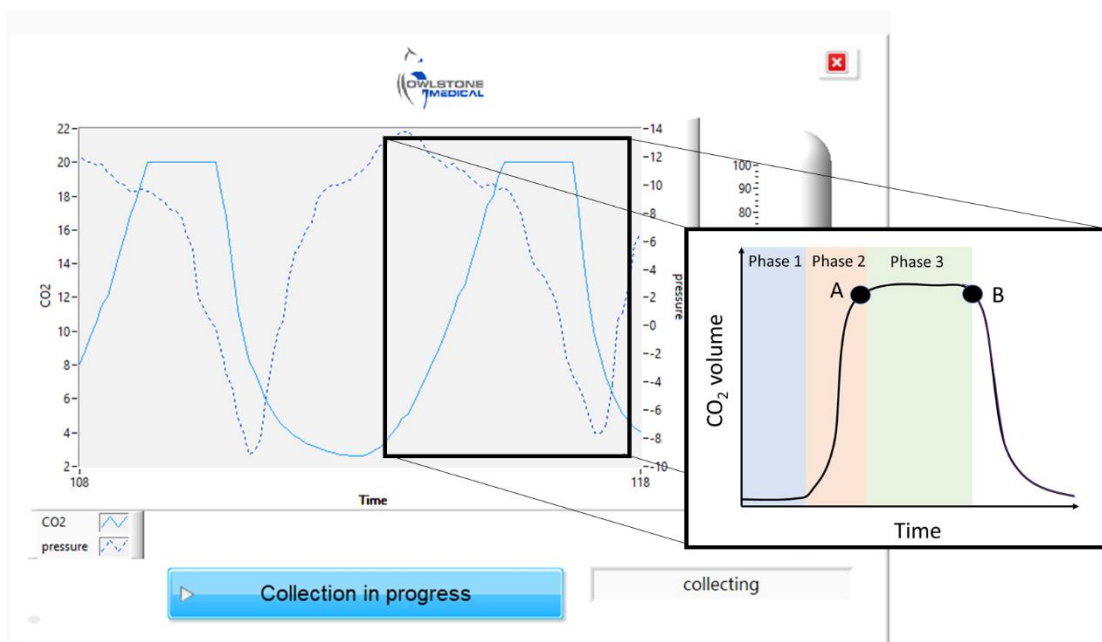 OWLSTONE
MEDICAL
22
20
18
16
14
12
10
8
6
4
2
CO2
14
12
10
8
6
4
2
0
-2
-4
-6
-8
-10
pressure
108
118
Time
100
90
80
CO2
pressure
Collection in progress
collecting
Phase 1 Phase 2 Phase 3
A
B
CO2 volume
Time